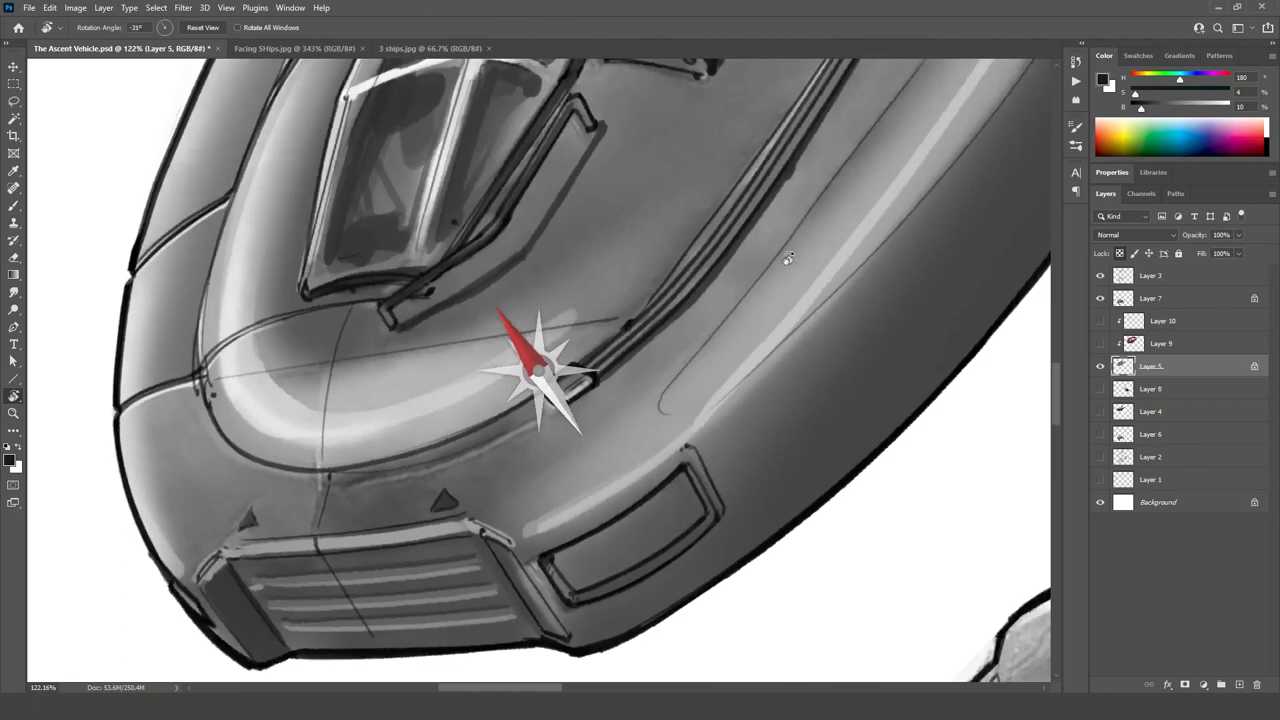 Ps File Edit Image Layer Type Select Filter 3D View Plugins Window Help
Rotation Angle: -31° Reset View Rotate All Windows
The Ascent Vehicle.psd @ 122% (Layer 5, RGB/8#) * × Facing SHips.jpg @ 343% (RGB/8#) × 3 ships.jpg @ 66.7% (RGB/8#) ×
Color Swatches Gradients Patterns
H 180 °
S 4 %
B 10 %
Properties Libraries
Layers Channels Paths
Kind
Normal Opacity: 100%
Lock: Fill: 100%
Layer 3
Layer 7
Layer 10
Layer 9
Layer 5
Layer 8
Layer 4
Layer 6
Layer 2
Layer 1
Background
122.16% Doc: 53.6M/250.4M